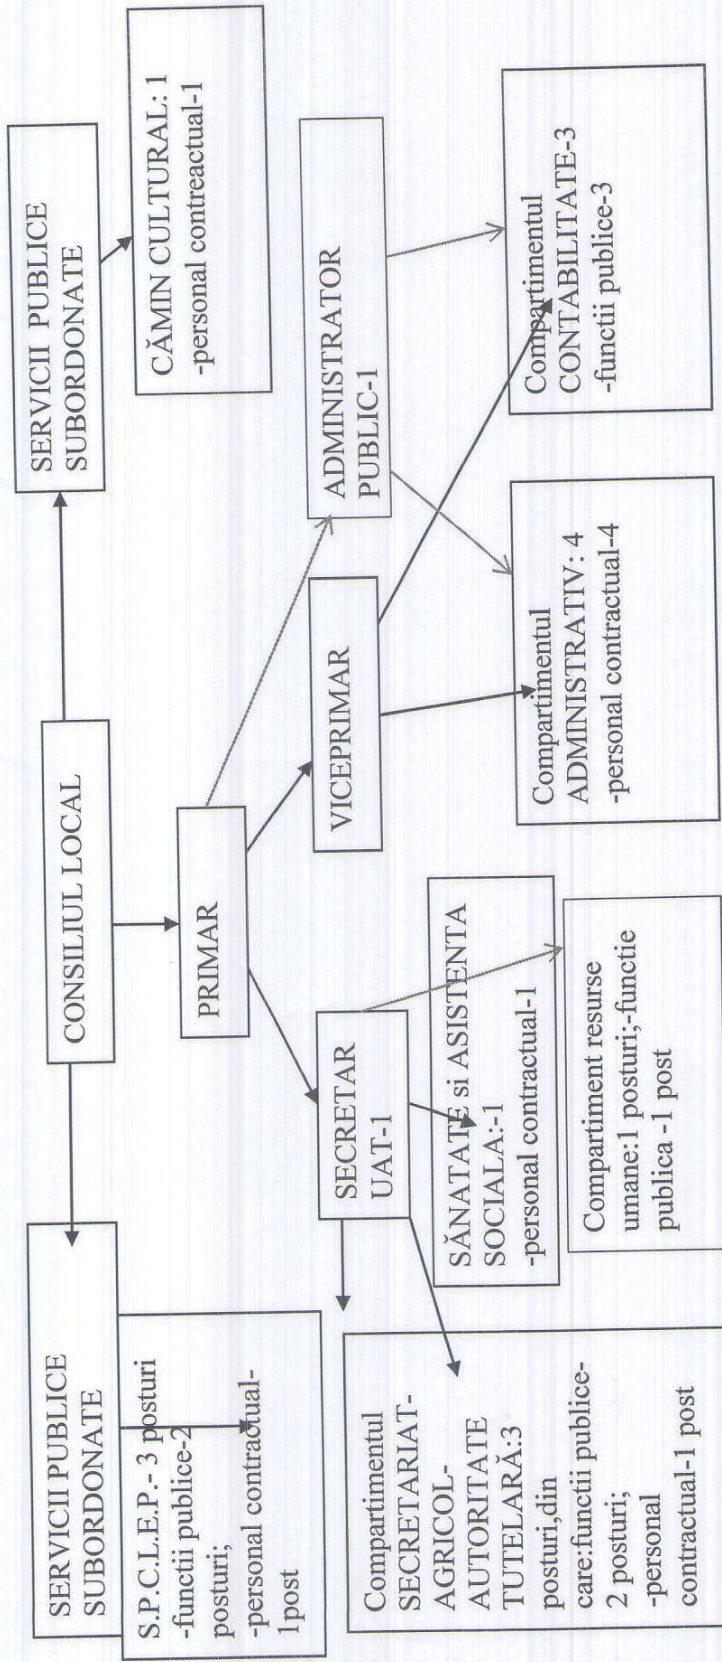 CONSILIUL LOCAL
SERVICII PUBLICE
SUBORDONATE
S.P.C.L.E.P.- 3 posturi
-functii publice-2
posturi;
-personal contractual-
1post
SERVICII PUBLICE
SUBORDONATE
CĂMIN CULTURAL: 1
-personal contreactual-1
PRIMAR
SECRETAR
UAT-1
VICEPRIMAR
ADMINISTRATOR
PUBLIC-1
Compartimentul
SECRETARIAT-
AGRICOL-
AUTORITATE
TUTELARĂ:3
posturi,din
care:functii publice-
2 posturi;
-personal
contractual-1 post
SĂNATATE si ASISTENTA
SOCIALA:-1
-personal contractual-1
Compartiment resurse
umane:1 posturi;-functie
publica -1 post
Compartimentul
ADMINISTRATIV: 4
-personal contractual-4
Compartimentul
CONTABILITATE-3
-functii publice-3